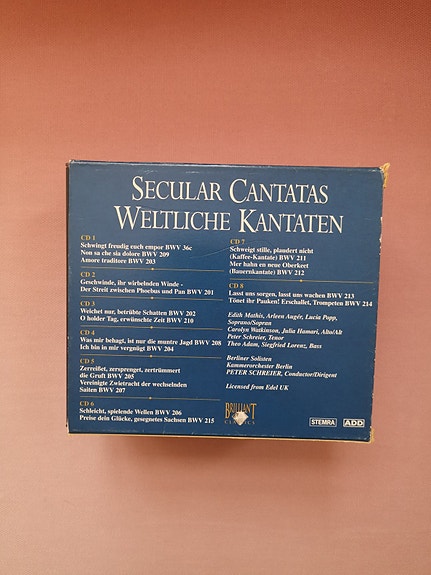 SECULAR CANTATAS
WELTLICHE KANTATEN
CD 1
Schwingt freudig euch empor BWV 36c
Non sa che sia dolore BWV 209
Amore traditore BWV 203
CD 2
Geschwinde, ihr wirbelnden Winde -
Der Streit zwischen Phoebus und Pan BWV 201
CD 3
Weichet nur, betrübte Schatten BWV 202
O holder Tag, erwünschte Zeit BWV 210
CD 4
Was mir behagt, ist nur die muntre Jagd BWV 208
Ich bin in mir vergnügt BWV 204
CD 5
Zerreißet, zersprenget, zertrümmert
die Gruft BWV 205
Vereinigte Zwietracht der wechselnden
Saiten BWV 207
CD 6
Schleicht, spielende Wellen BWV 206
Preise dein Glücke, gesegnetes Sachsen BWV 215
CD 7
Schweigt stille, plaudert nicht
(Kaffee-Kantate) BWV 211
Mer hahn en neue Oberkeet
(Bauernkantate) BWV 212
CD 8
Lasst uns sorgen, lasst uns wachen BWV 213
Tönet ihr Pauken! Erschallet, Trompeten BWV 214
Edith Mathis, Arleen Augér, Lucia Popp,
Soprano/Sopran
Carolyn Watkinson, Julia Hamari, Alto/Alt
Peter Schreier, Tenor
Theo Adam, Siegfried Lorenz, Bass
Berliner Solisten
Kammerorchester Berlin
PETER SCHREIER, Conductor/Dirigent
Licensed from Edel UK
BRILLIANT
CLASSICS
STEMRA
ADD